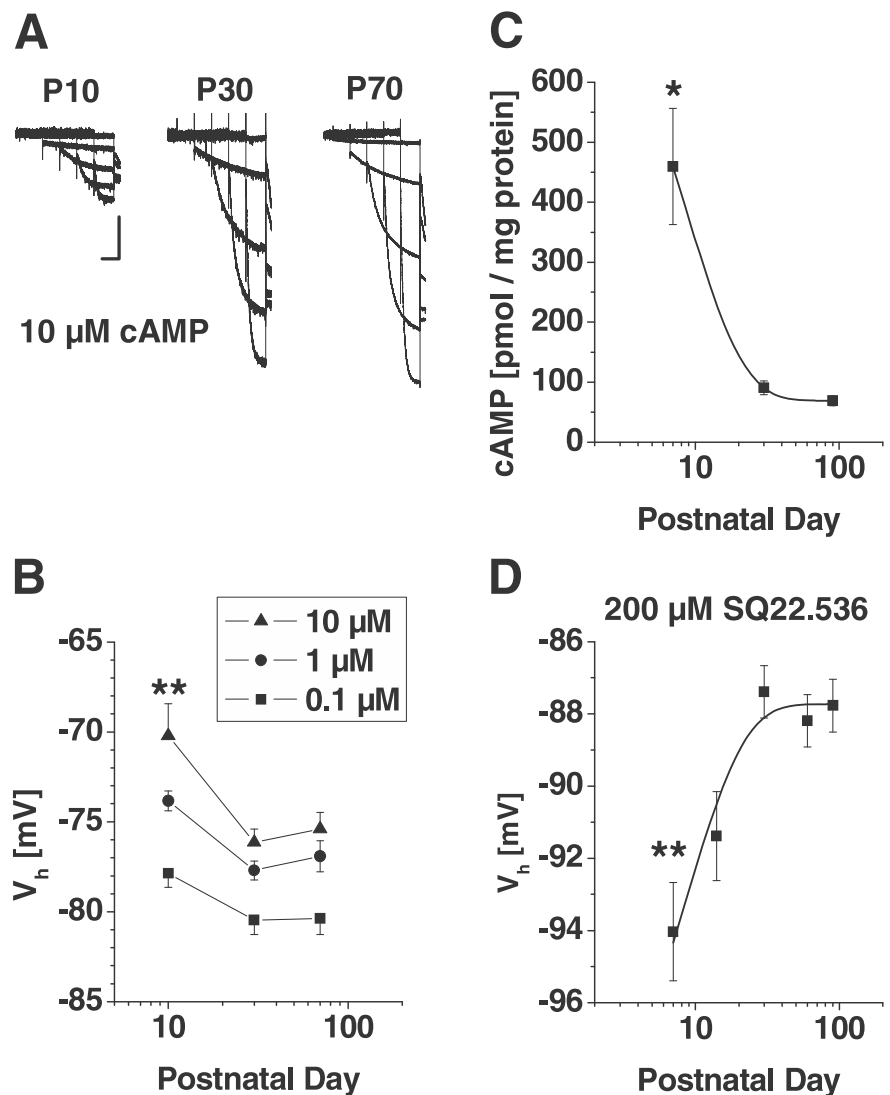 A
P10 P30 P70
10 µM cAMP
C
*
600
500
400
300
200
100
0
cAMP [pmol / mg protein]
10 100
Postnatal Day
B
10 µM
1 µM
0.1 µM
**
-65
-70
-75
-80
-85
Vh [mV]
10 100
Postnatal Day
D
200 µM SQ22.536
**
-86
-88
-90
-92
-94
-96
Vh [mV]
10 100
Postnatal Day